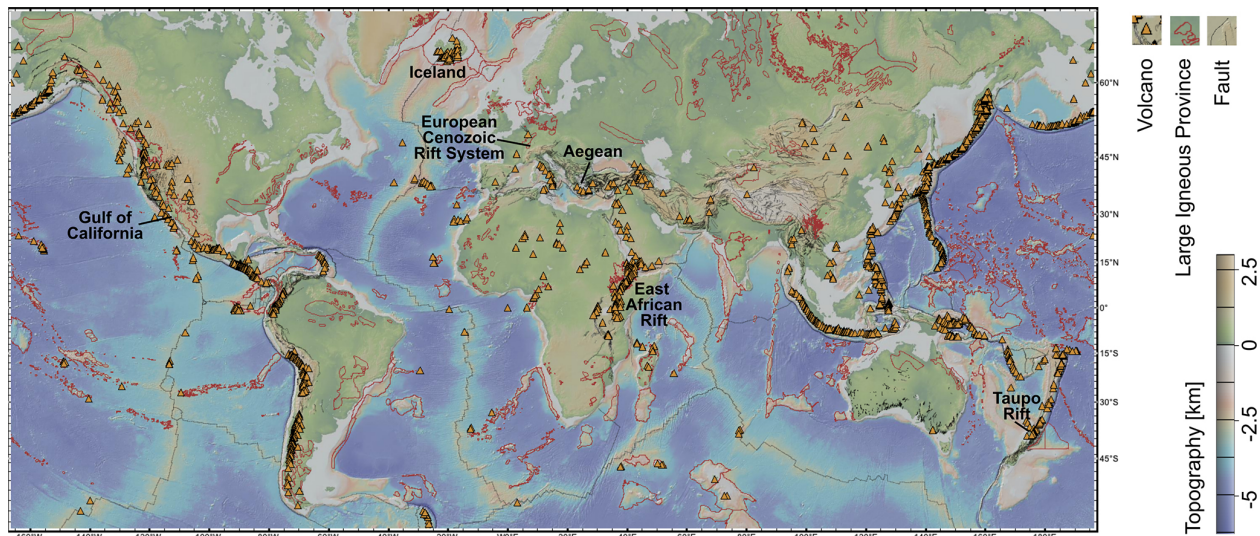 Iceland
European
Cenozoic
Rift System
Aegean
Gulf of
California
East
African
Rift
Taupo
Rift
60°N
45°N
30°N
15°N
0°
15°S
30°S
45°S
Volcano
Large Igneous Province
Fault
Topography [km]
2.5
0
-2.5
-5